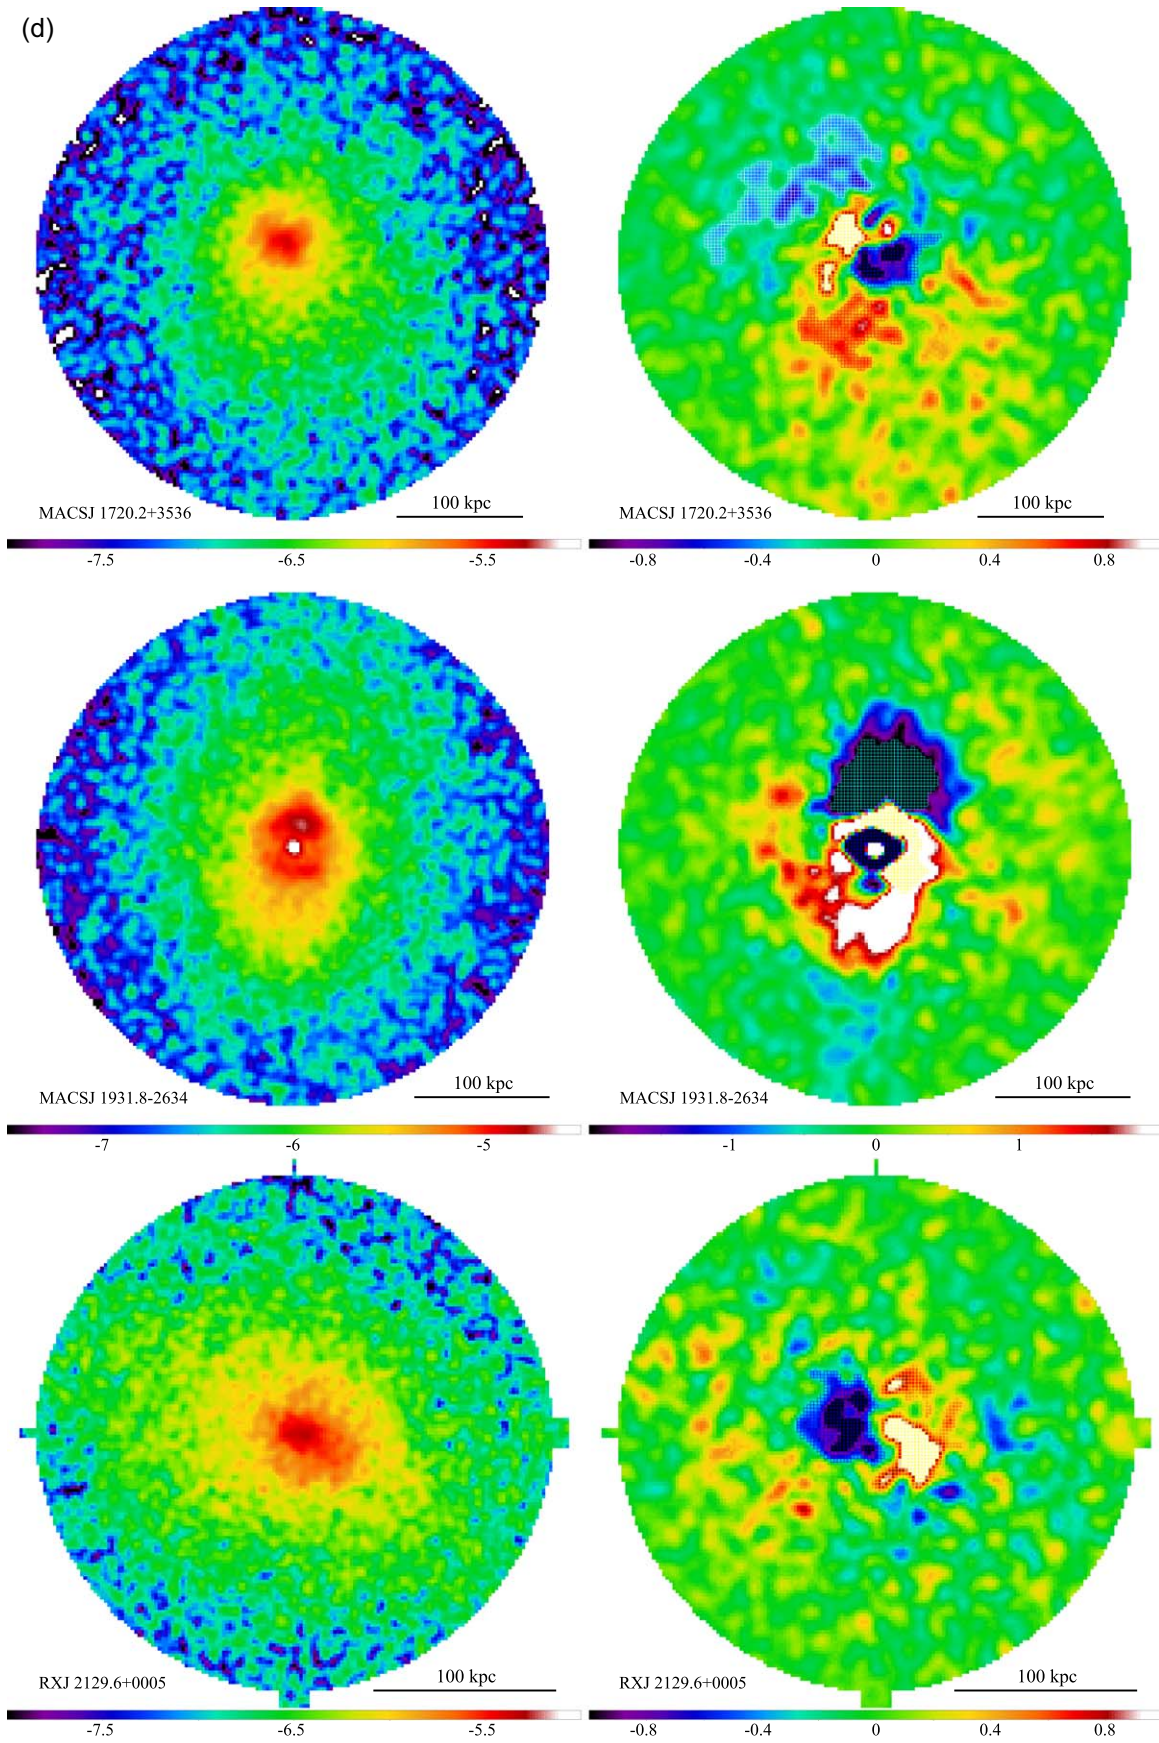 (d)
100 kpc
MACSJ 1720.2+3536
100 kpc
MACSJ 1720.2+3536
-7.5 -6.5 -5.5
-0.8 -0.4 0 0.4 0.8
100 kpc
MACSJ 1931.8-2634
100 kpc
MACSJ 1931.8-2634
-7 -6 -5
-1 0 1
100 kpc
RXJ 2129.6+0005
100 kpc
RXJ 2129.6+0005
-7.5 -6.5 -5.5
-0.8 -0.4 0 0.4 0.8